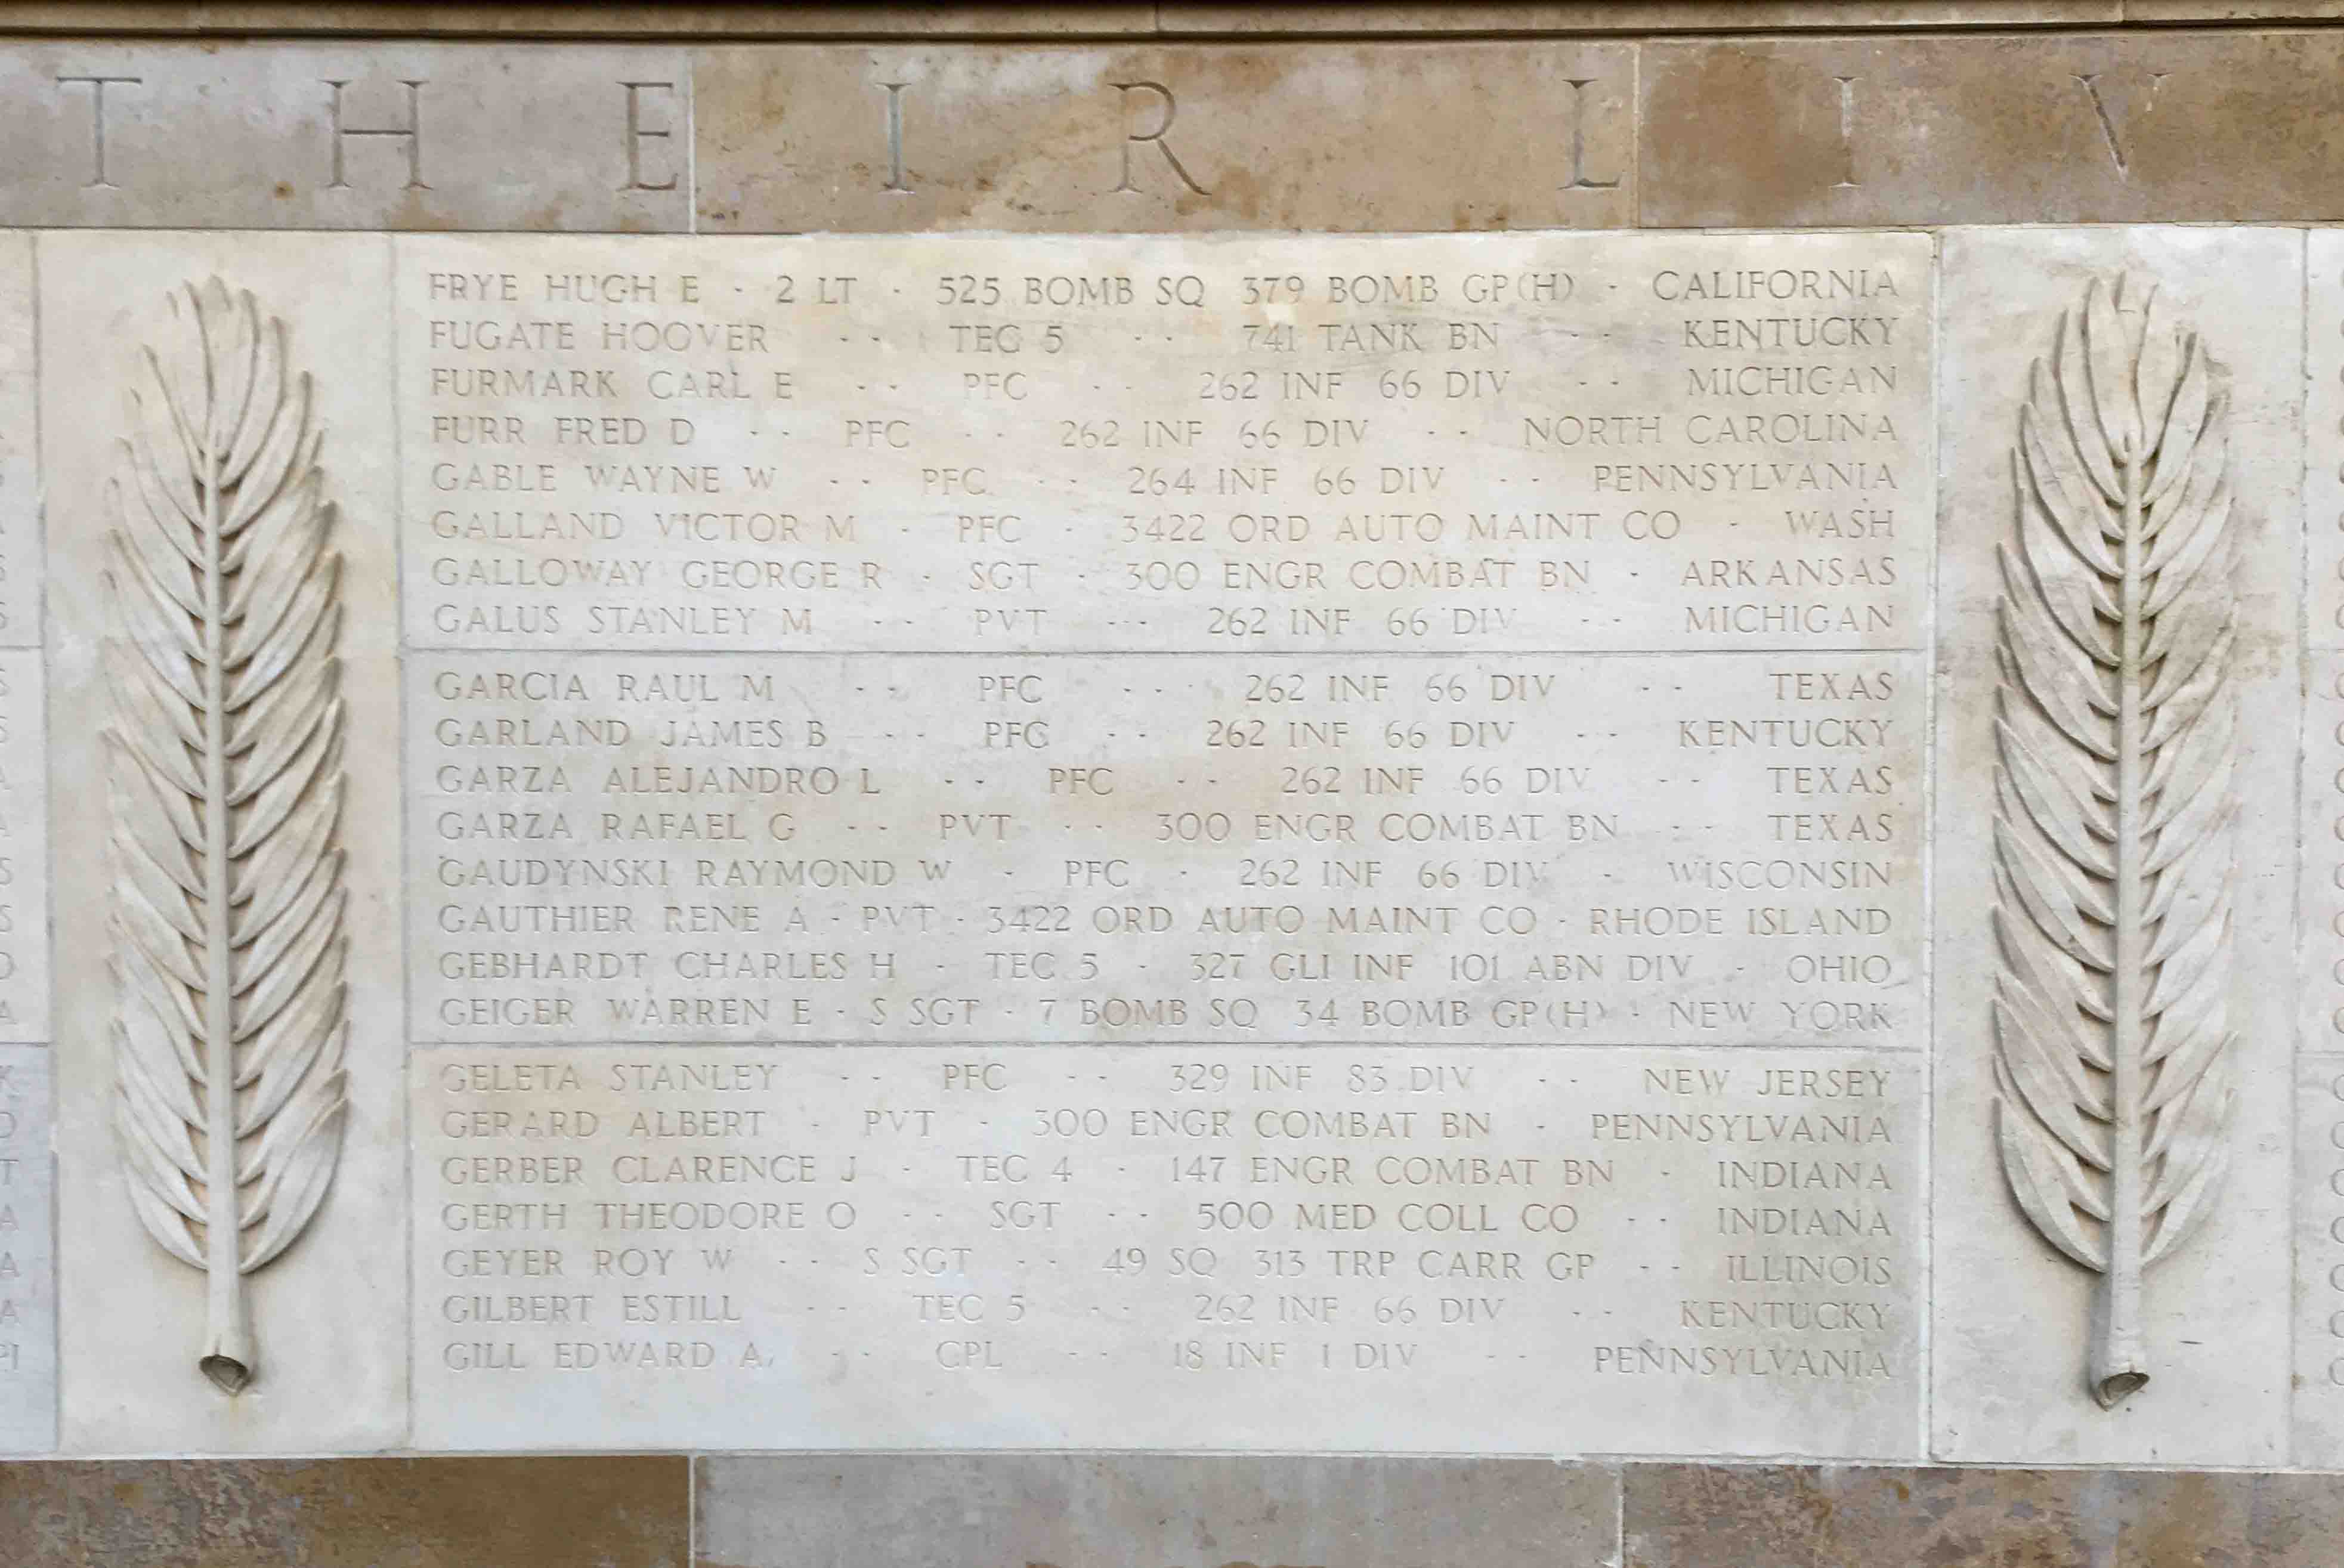 THEIR LIV
FRYE HUGH E · 2 LT · 525 BOMB SQ 379 BOMB GP(H) · CALIFORNIA
FUGATE HOOVER · · TEC 5 · · 741 TANK BN · · KENTUCKY
FURMARK CARL E · · PFC · · 262 INF 66 DIV · · MICHIGAN
FURR FRED D · · PFC · · 262 INF 66 DIV · · NORTH CAROLINA
GABLE WAYNE W · · PFC · · 264 INF 66 DIV · · PENNSYLVANIA
GALLAND VICTOR M · PFC · 3422 ORD AUTO MAINT CO · WASH
GALLOWAY GEORGE R · SGT · 300 ENGR COMBAT BN · ARKANSAS
GALUS STANLEY M · · PVT · · 262 INF 66 DIV · · MICHIGAN
GARCIA RAUL M · · PFC · · 262 INF 66 DIV · · TEXAS
GARLAND JAMES B · · PFC · · 262 INF 66 DIV · · KENTUCKY
GARZA ALEJANDRO L · · PFC · · 262 INF 66 DIV · · TEXAS
GARZA RAFAEL G · · PVT · · 300 ENGR COMBAT BN · · TEXAS
GAUDYNSKI RAYMOND W · PFC · 262 INF 66 DIV · WISCONSIN
GAUTHIER RENE A · PVT · 3422 ORD AUTO MAINT CO · RHODE ISLAND
GEBHARDT CHARLES H · TEC 5 · 327 GLI INF 101 ABN DIV · OHIO
GEIGER WARREN E · S SGT · 7 BOMB SQ 34 BOMB GP(H) · NEW YORK
GELETA STANLEY · · PFC · · 329 INF 83 DIV · · NEW JERSEY
GERARD ALBERT · PVT · 300 ENGR COMBAT BN · PENNSYLVANIA
GERBER CLARENCE J · TEC 4 · 147 ENGR COMBAT BN · INDIANA
GERTH THEODORE O · · SGT · · 500 MED COLL CO · · INDIANA
GEYER ROY W · · S SGT · · 49 SQ 313 TRP CARR GP · · ILLINOIS
GILBERT ESTILL · · TEC 5 · · 262 INF 66 DIV · · KENTUCKY
GILL EDWARD A · · CPL · · 18 INF 1 DIV · · PENNSYLVANIA